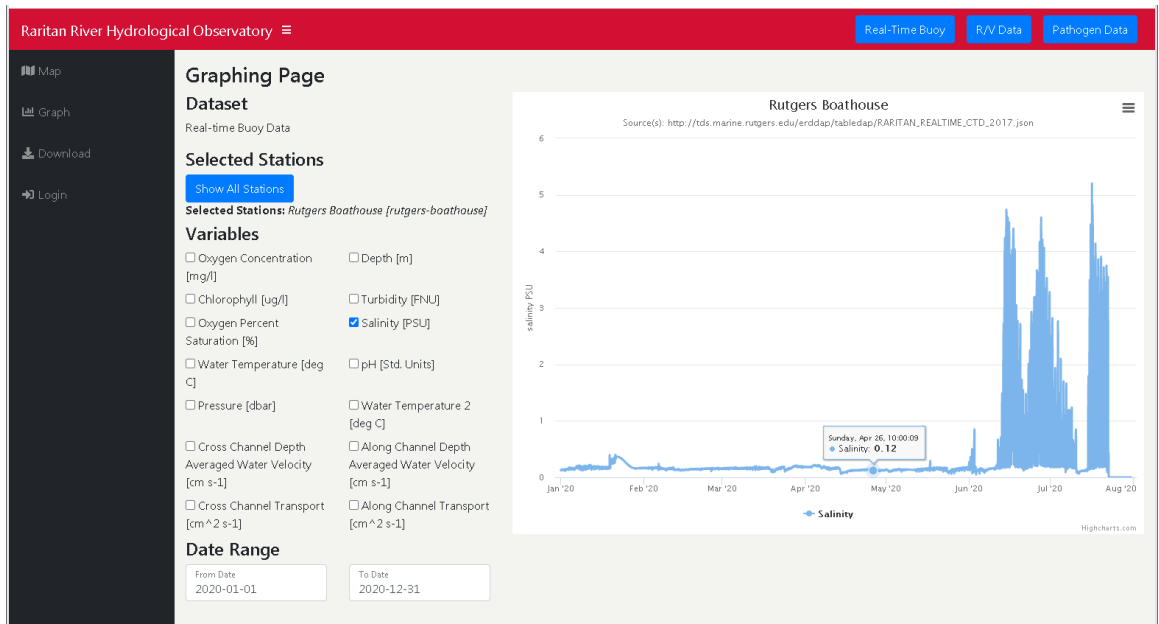 Raritan River Hydrological Observatory ≡
Real-Time Buoy
R/V Data
Pathogen Data
Map
Graph
Download
Login
Graphing Page
Dataset
Real-time Buoy Data
Selected Stations
Show All Stations
Selected Stations: Rutgers Boathouse [rutgers-boathouse]
Variables
Oxygen Concentration
[mg/l]
Depth [m]
Chlorophyll [ug/l]
Turbidity [FNU]
Oxygen Percent
Saturation [%]
Salinity [PSU]
Water Temperature [deg
C]
pH [Std. Units]
Pressure [dbar]
Water Temperature 2
[deg C]
Cross Channel Depth
Averaged Water Velocity
[cm s-1]
Along Channel Depth
Averaged Water Velocity
[cm s-1]
Cross Channel Transport
[cm^2 s-1]
Along Channel Transport
[cm^2 s-1]
Date Range
From Date
2020-01-01
To Date
2020-12-31
Rutgers Boathouse
Source(s): http://tds.marine.rutgers.edu/erddap/tabledap/RARITAN_REALTIME_CTD_2017.json
salinity PSU
6
5
4
3
2
1
0
Sunday, Apr 26, 10:00:09
Salinity: 0.12
Jan '20
Feb '20
Mar '20
Apr '20
May '20
Jun '20
Jul '20
Aug '20
Salinity
Highcharts.com